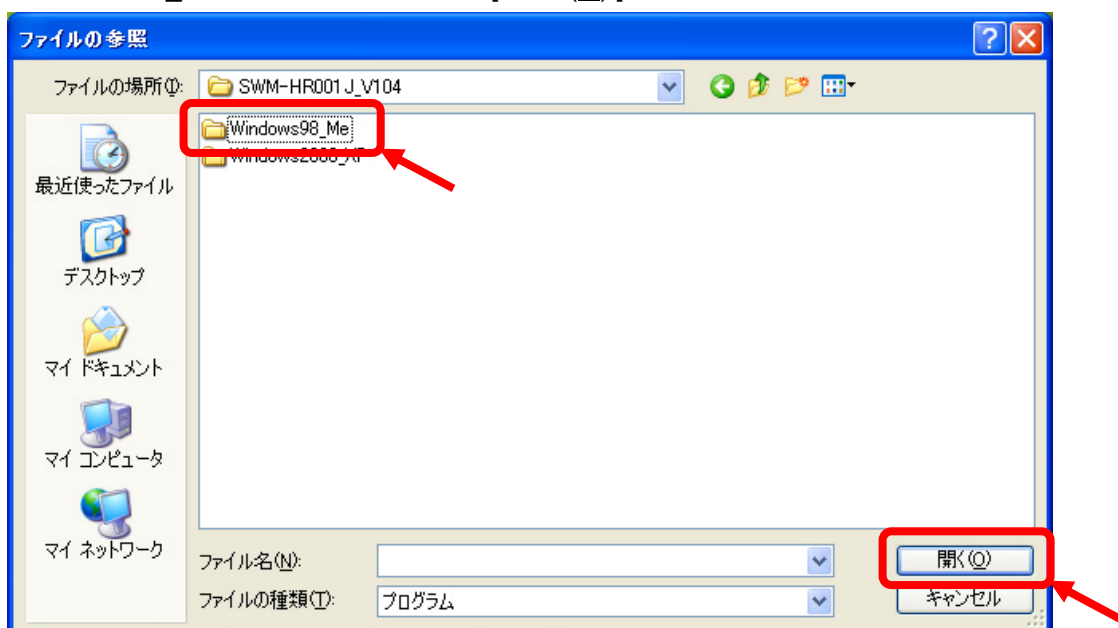 ファイルの参照
ファイルの場所(I):
SWM-HR001J_V104
Windows98_Me
Windows2000_XP
最近使ったファイル
デスクトップ
マイ ドキュメント
マイ コンピュータ
マイ ネットワーク
ファイル名(N):
開く(O)
ファイルの種類(T):
プログラム
キャンセル